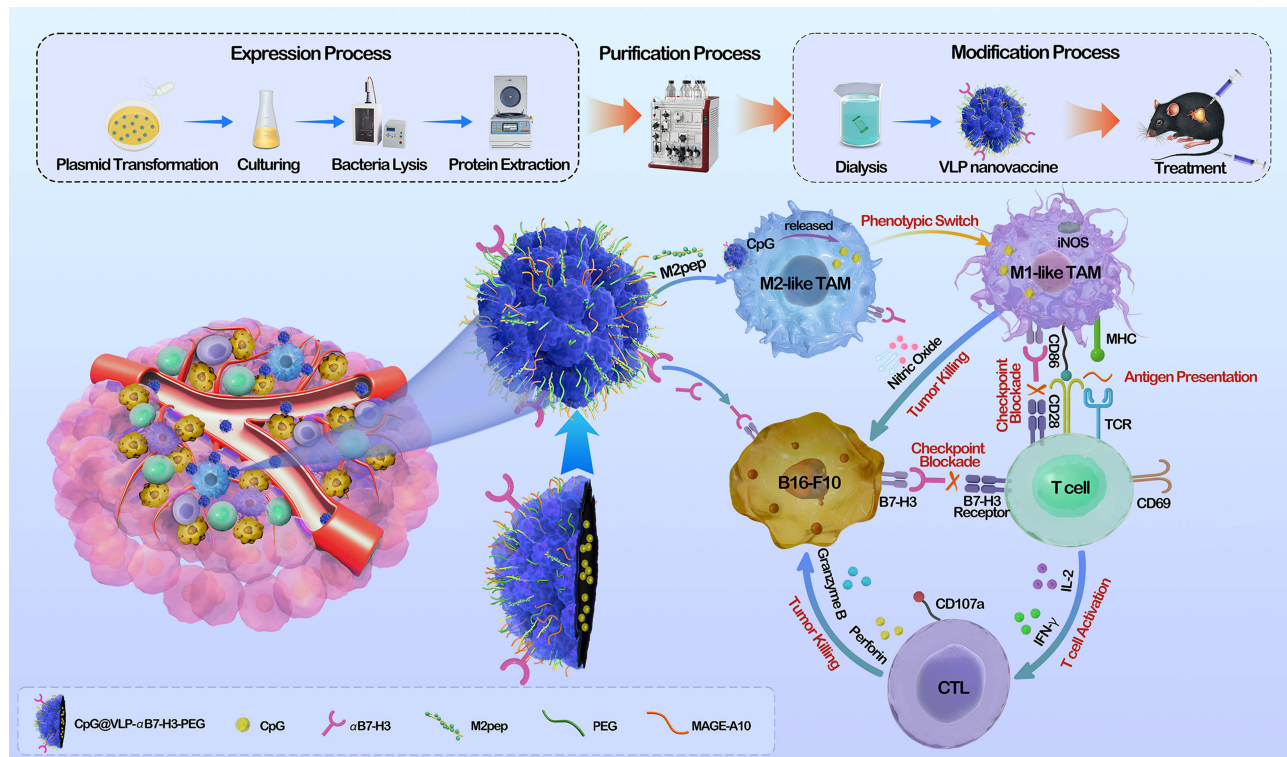 Expression Process
Purification Process
Modification Process
Plasmid Transformation
Culturing
Bacteria Lysis
Protein Extraction
Dialysis
VLP nanovaccine
Treatment
M2pep
CpG
released
M2-like TAM
Phenotypic Switch
iNOS
M1-like TAM
Nitric Oxide
Tumor Killing
CD86
MHC
Checkpoint
Blockade
Antigen Presentation
CD28
TCR
B16-F10
Checkpoint
Blockade
B7-H3
B7-H3
Receptor
T cell
CD69
Granzyme B
Perforin
Tumor Killing
CD107a
IL-2
IFN-γ
T cell Activation
CTL
CpG@VLP-αB7-H3-PEG
CpG
αB7-H3
M2pep
PEG
MAGE-A10